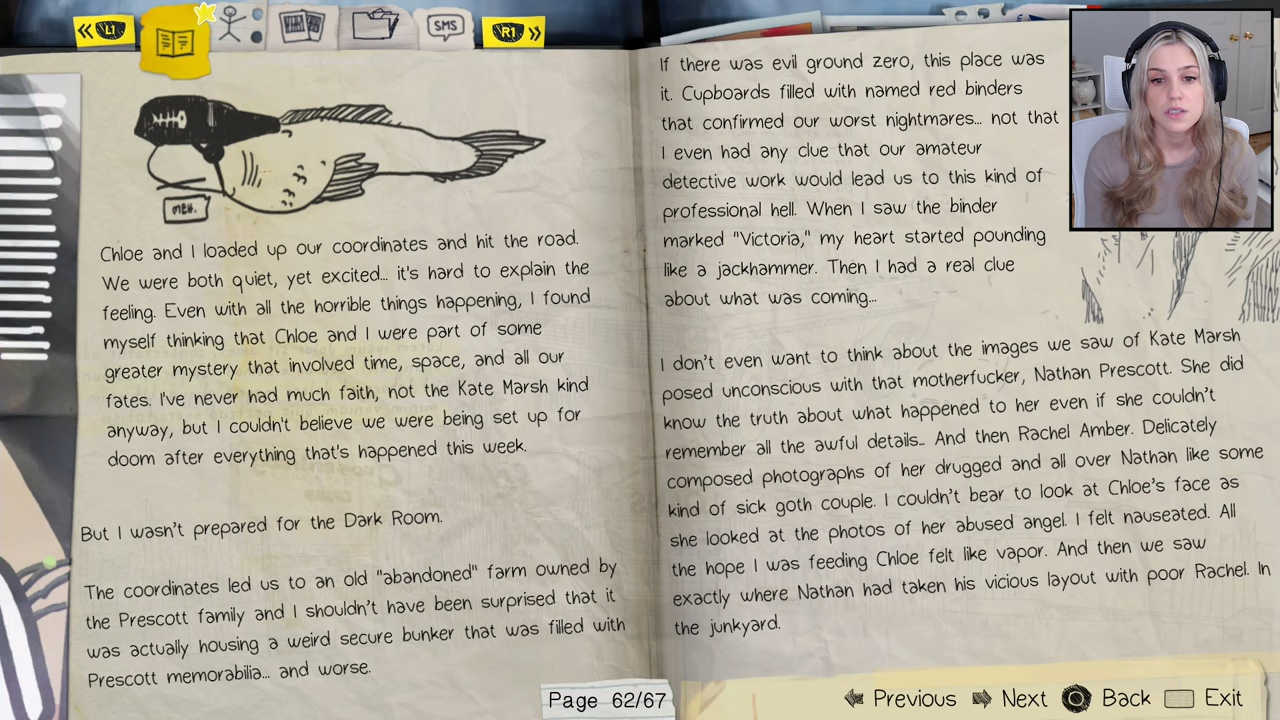 L1
SMS
R1
MEH.
Chloe and I loaded up our coordinates and hit the road.
We were both quiet, yet excited... it's hard to explain the
feeling. Even with all the horrible things happening, I found
myself thinking that Chloe and I were part of some
greater mystery that involved time, space, and all our
fates. I've never had much faith, not the Kate Marsh kind
anyway, but I couldn't believe we were being set up for
doom after everything that's happened this week.
But I wasn't prepared for the Dark Room.
The coordinates led us to an old "abandoned" farm owned by
the Prescott family and I shouldn't have been surprised that it
was actually housing a weird secure bunker that was filled with
Prescott memorabilia... and worse.
If there was evil ground zero, this place was
it. Cupboards filled with named red binders
that confirmed our worst nightmares... not that
I even had any clue that our amateur
detective work would lead us to this kind of
professional hell. When I saw the binder
marked "Victoria," my heart started pounding
like a jackhammer. Then I had a real clue
about what was coming...
I don't even want to think about the images we saw of Kate Marsh
posed unconscious with that motherfucker, Nathan Prescott. She did
know the truth about what happened to her even if she couldn't
remember all the awful details... And then Rachel Amber. Delicately
composed photographs of her drugged and all over Nathan like some
kind of sick goth couple. I couldn't bear to look at Chloe's face as
she looked at the photos of her abused angel. I felt nauseated. All
the hope I was feeding Chloe felt like vapor. And then we saw
exactly where Nathan had taken his vicious layout with poor Rachel. In
the junkyard.
Page 62/67
Previous Next Back Exit